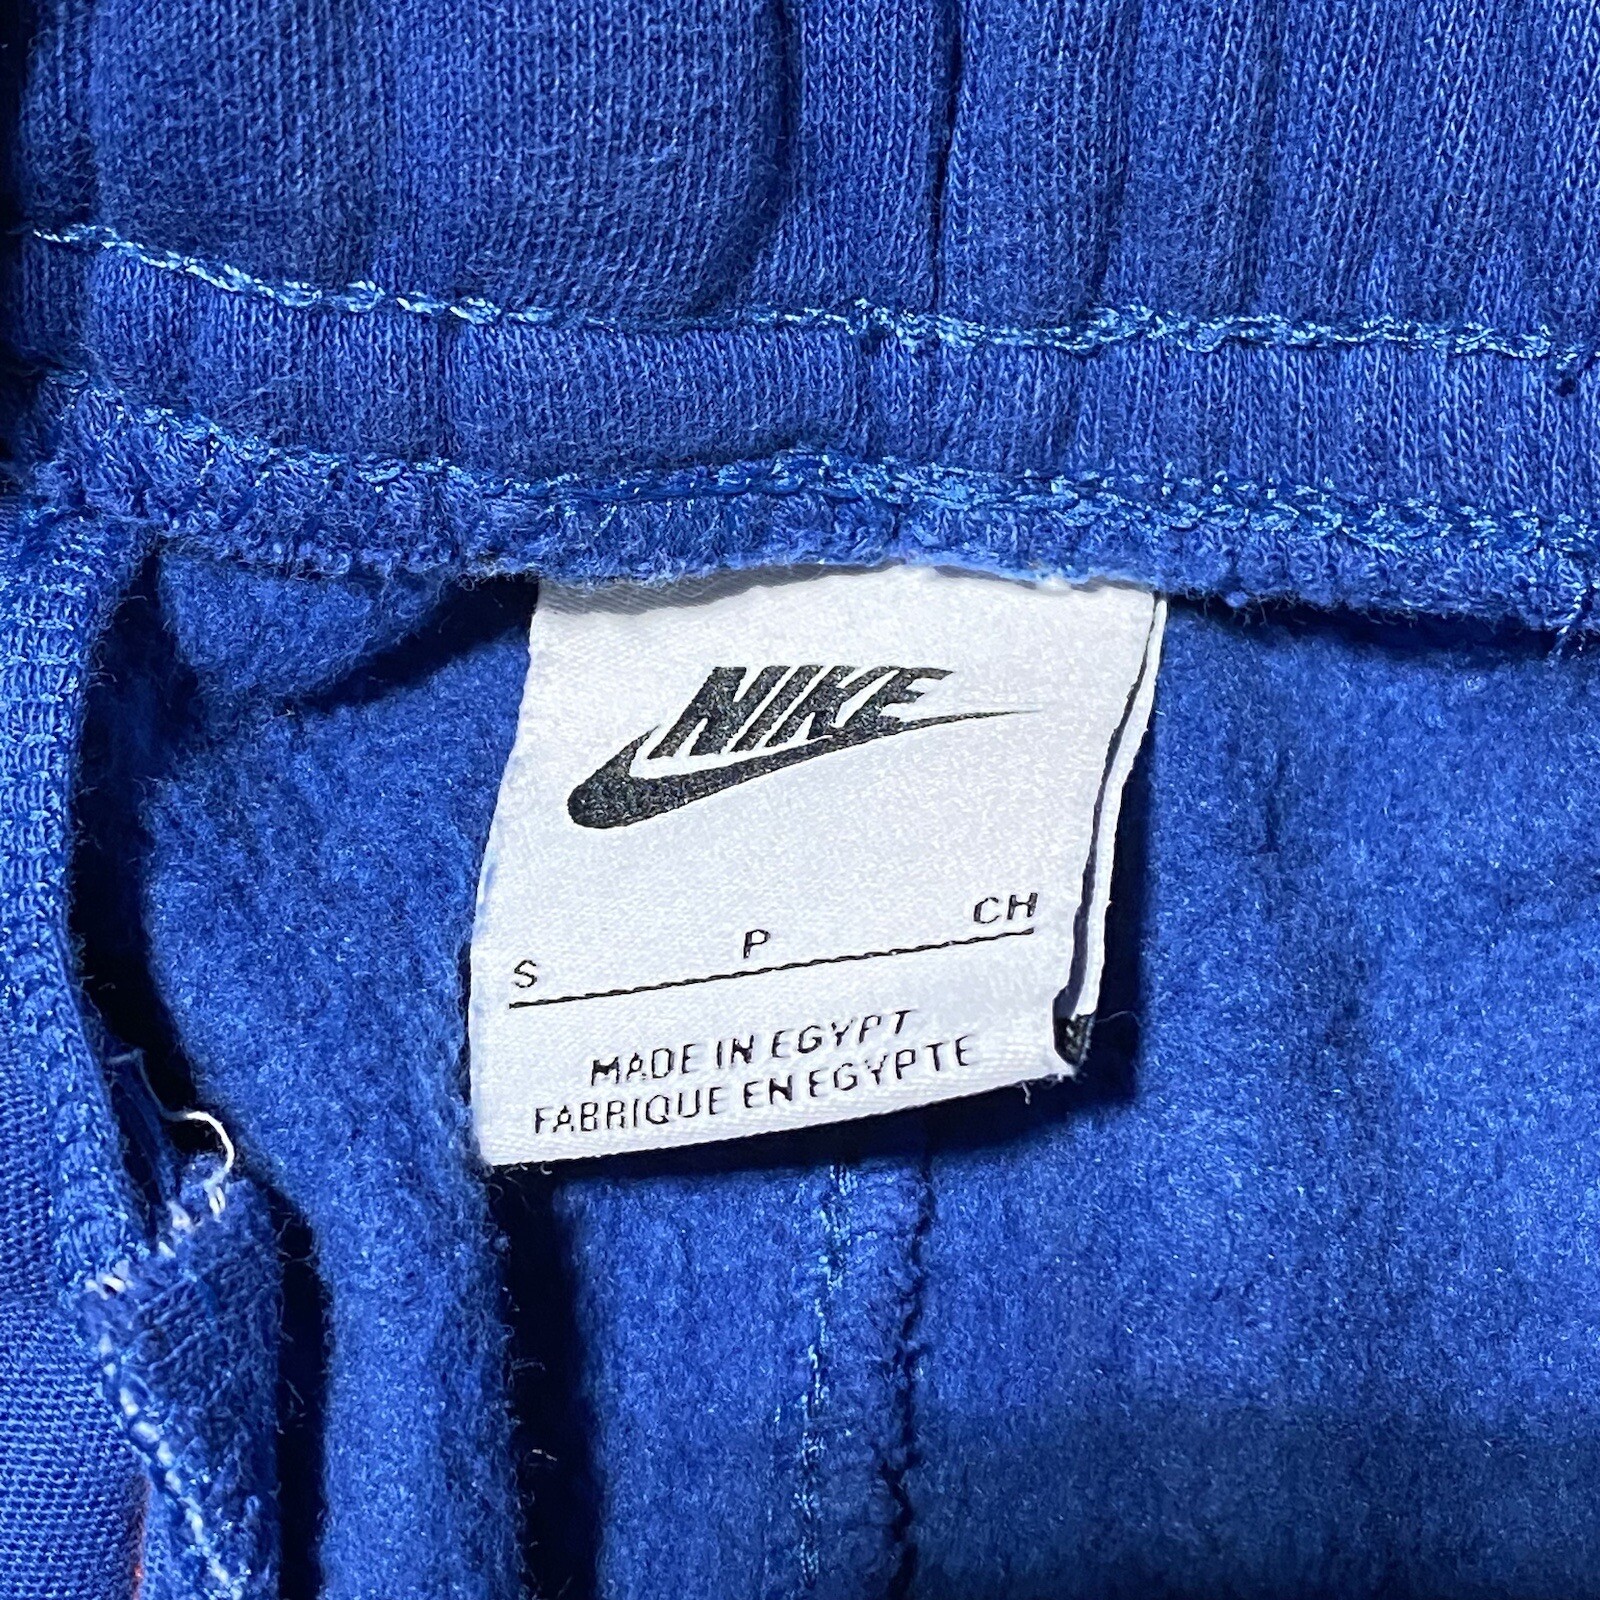 NIKE
S P CH
MADE IN EGYPT
FABRIQUE EN EGYPTE